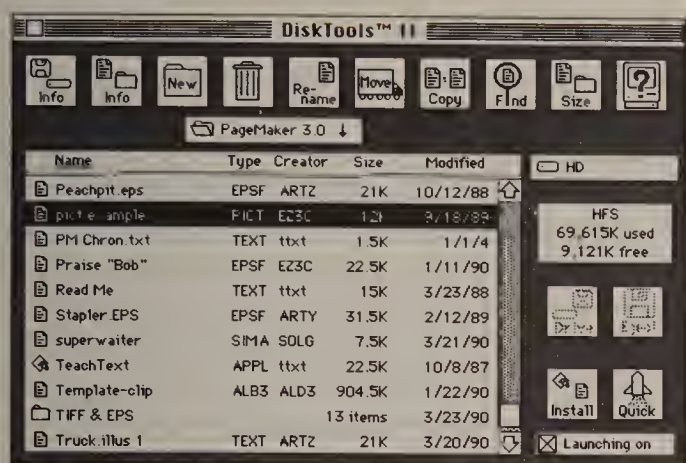 DiskTools™ II
Info Info New Re-name Move Copy Find Size ?
PageMaker 3.0
Name Type Creator Size Modified
Peachpit.eps EPSF ARTZ 21K 10/12/88
EZ3C 9/18/89
PM Chron.txt TEXT ttxt 1.5K 1/1/4
Praise "Bob" EPSF EZ3C 22.5K 1/11/90
Read Me TEXT ttxt 15K 3/23/88
Stapler.EPS EPSF ARTY 31.5K 2/12/89
superwaiter SIMA SOLG 7.5K 3/21/90
TeachText APPL ttxt 22.5K 10/8/87
Template-clip ALB3 ALD3 904.5K 1/22/90
TIFF & EPS 13 items 3/23/90
Truck.illus 1 TEXT ARTZ 21K 3/20/90
HD
HFS
69,615K used
9,121K free
Drive Eject
Install Quick
Launching on